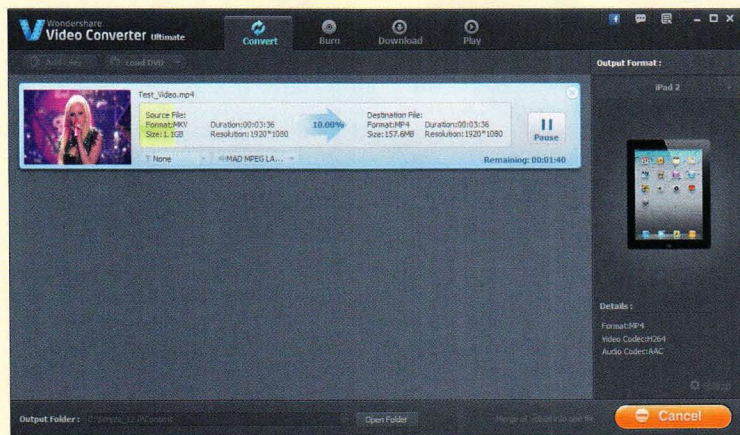 Wondershare
Video Converter Ultimate
Convert
Burn
Download
Play
Load DVD
Output Format :
iPad 2
Test_Video.mp4
Source File:
Format:MKV Duration:00:03:36
Size:1.1GB Resolution:1920*1080
10.00%
Destination File:
Format:MP4 Duration:00:03:36
Size:157.6MB Resolution:1920*1080
Pause
T None
MAD MPEG LA...
Remaining: 00:01:40
Details :
Format:MP4
Video Codec:H264
Audio Codec:AAC
Output Folder :
Open Folder
Cancel